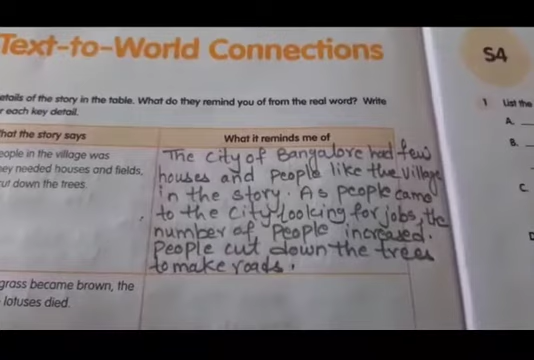 Text-to-World Connections
S4
etails of the story in the table. What do they remind you of from the real word? Write
r each key detail.
1 List the
A.
B.
C.
hat the story says
What it reminds me of
eople in the village was
ey needed houses and fields,
cut down the trees.
The city of Bangalore had few
houses and people like the village
in the story. As people came
to the city looking for jobs, the
number of people increased.
People cut down the trees
to make roads.
grass became brown, the
lotuses died.